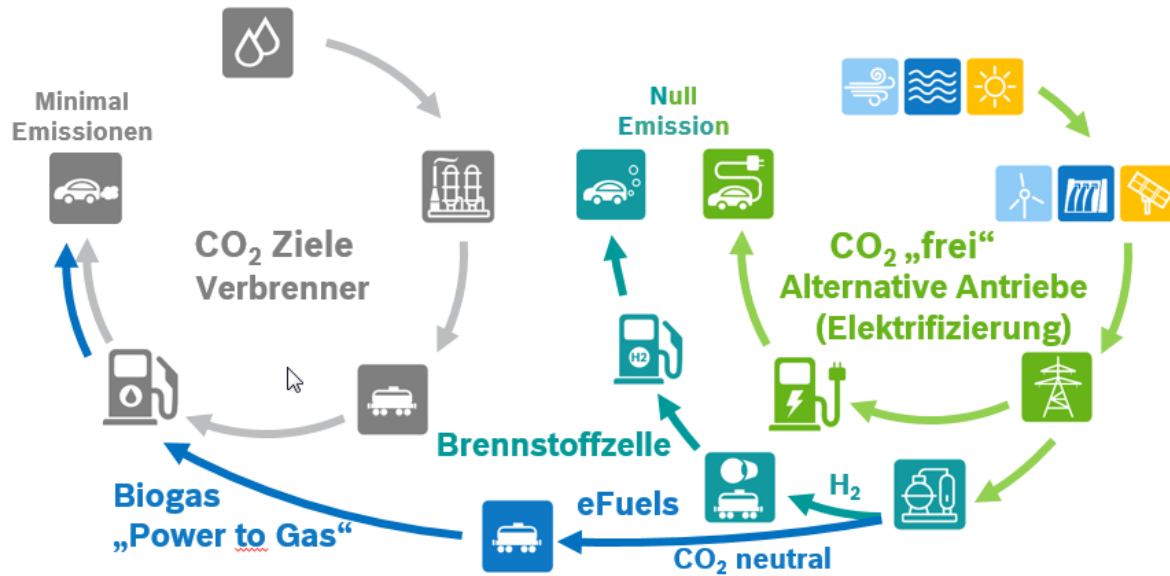 Minimal
Emissionen
CO₂ Ziele
Verbrenner
Null
Emission
CO₂ „frei“
Alternative Antriebe
(Elektrifizierung)
H2
Brennstoffzelle
H₂
Biogas
„Power to Gas“
eFuels
CO₂ neutral